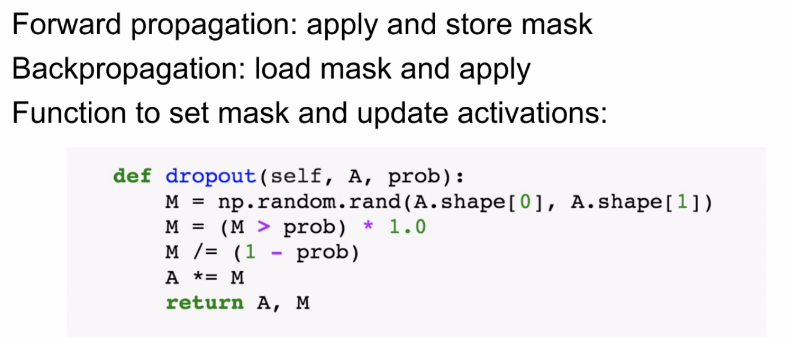 Forward propagation: apply and store mask
Backpropagation: load mask and apply
Function to set mask and update activations:
def dropout(self, A, prob):
    M = np.random.rand(A.shape[0], A.shape[1])
    M = (M > prob) * 1.0
    M /= (1 - prob)
    A *= M
    return A, M